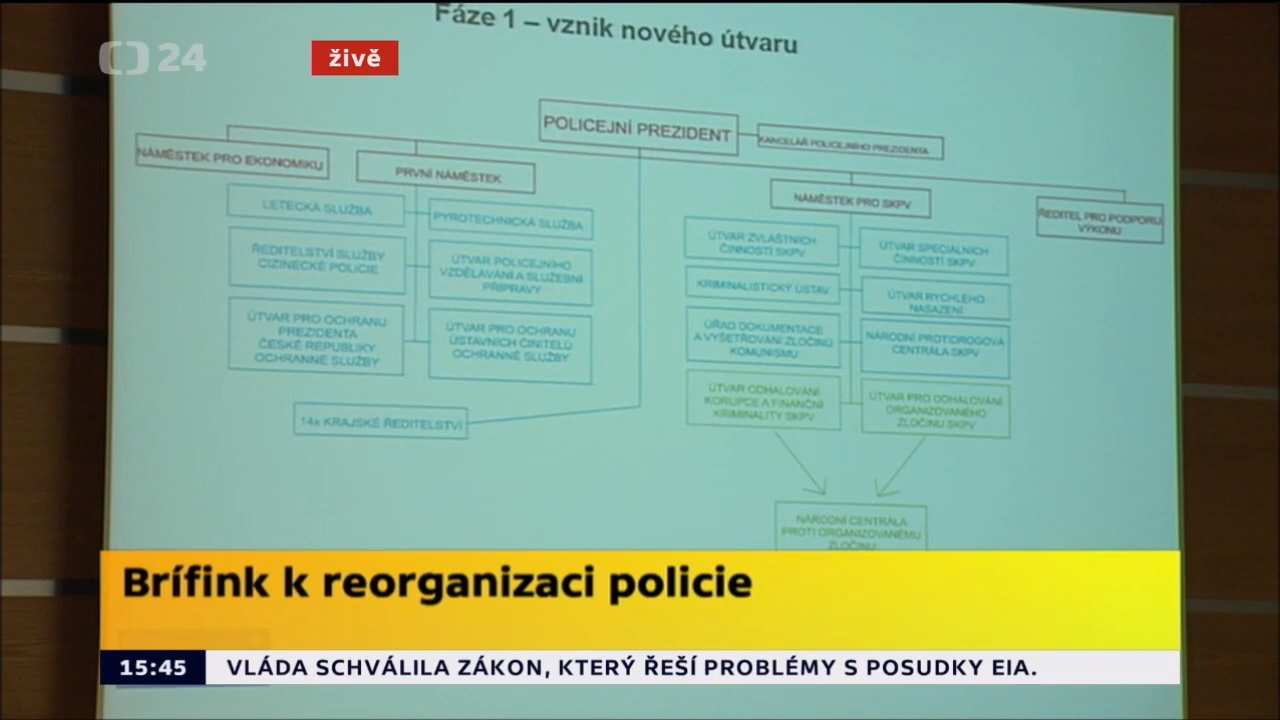 Fáze 1 – vznik nového útvaru
ČT 24
živě
POLICEJNÍ PREZIDENT
KANCELÁŘ POLICEJNÍHO PREZIDENTA
NÁMĚSTEK PRO EKONOMIKU
PRVNÍ NÁMĚSTEK
NÁMĚSTEK PRO SKPV
ŘEDITEL PRO PODPORU
VÝKONU
LETECKÁ SLUŽBA
PYROTECHNICKÁ SLUŽBA
ŘEDITELSTVÍ SLUŽBY
CIZINECKÉ POLICIE
ÚTVAR POLICEJNÍHO
VZDĚLÁVÁNÍ A SLUŽEBNÍ
PŘÍPRAVY
ÚTVAR PRO OCHRANU
PREZIDENTA
ČESKÉ REPUBLIKY
OCHRANNÉ SLUŽBY
ÚTVAR PRO OCHRANU
ÚSTAVNÍCH ČINITELŮ
OCHRANNÉ SLUŽBY
14x KRAJSKÉ ŘEDITELSTVÍ
ÚTVAR ZVLÁŠTNÍCH
ČINNOSTÍ SKPV
ÚTVAR SPECIÁLNÍCH
ČINNOSTÍ SKPV
KRIMINALISTICKÝ ÚSTAV
ÚTVAR RYCHLÉHO
NASAZENÍ
ÚŘAD DOKUMENTACE
A VYŠETŘOVÁNÍ ZLOČINŮ
KOMUNISMU
NÁRODNÍ PROTIDROGOVÁ
CENTRÁLA SKPV
ÚTVAR ODHALOVÁNÍ
KORUPCE A FINANČNÍ
KRIMINALITY SKPV
ÚTVAR PRO ODHALOVÁNÍ
ORGANIZOVANÉHO
ZLOČINU SKPV
NÁRODNÍ CENTRÁLA
PROTI ORGANIZOVANÉMU
ZLOČINU
Brífink k reorganizaci policie
15:45
VLÁDA SCHVÁLILA ZÁKON, KTERÝ ŘEŠÍ PROBLÉMY S POSUDKY EIA.